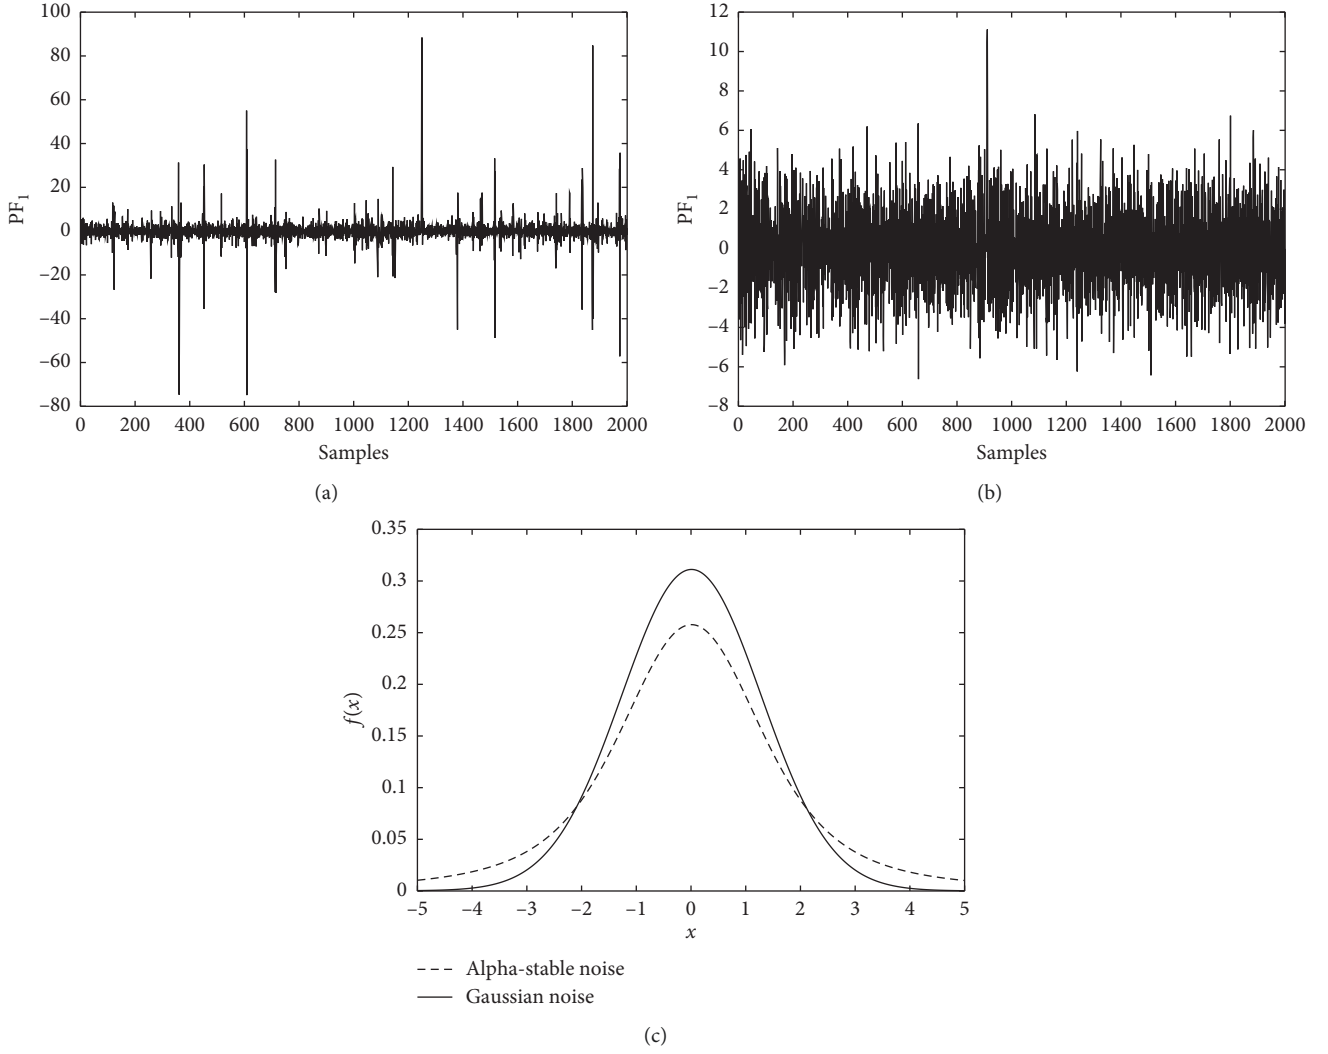 100
80
60
40
20
0
–20
–40
–60
–80
PF1
0 200 400 600 800 1000 1200 1400 1600 1800 2000
Samples
(a)
12
10
8
6
4
2
0
–2
–4
–6
–8
PF1
0 200 400 600 800 1000 1200 1400 1600 1800 2000
Samples
(b)
0.35
0.3
0.25
0.2
0.15
0.1
0.05
0
f(x)
–5 –4 –3 –2 –1 0 1 2 3 4 5
x
Alpha-stable noise
Gaussian noise
(c)